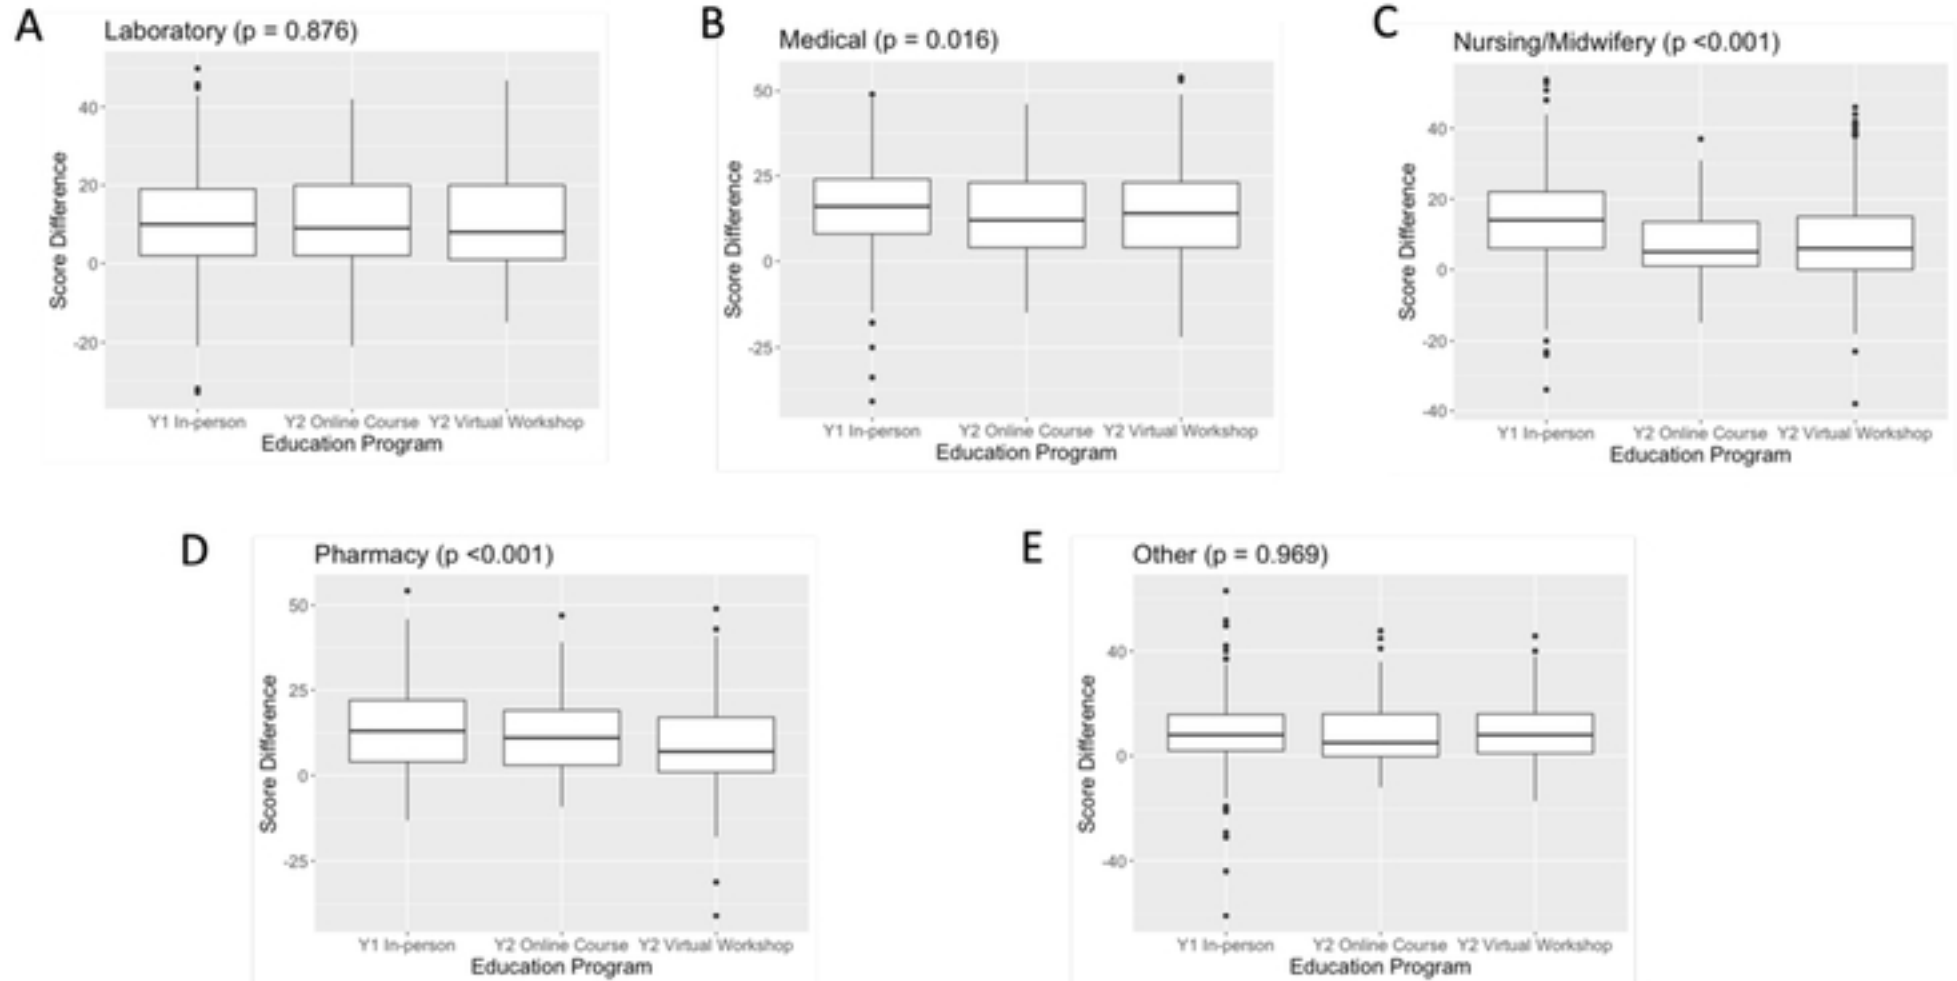 A
Laboratory (p = 0.876)
Score Difference
40
20
0
-20
Y1 In-person Y2 Online Course Y2 Virtual Workshop
Education Program
B
Medical (p = 0.016)
Score Difference
50
25
0
-25
Y1 In-person Y2 Online Course Y2 Virtual Workshop
Education Program
C
Nursing/Midwifery (p <0.001)
Score Difference
40
20
0
-20
-40
Y1 In-person Y2 Online Course Y2 Virtual Workshop
Education Program
D
Pharmacy (p <0.001)
Score Difference
50
25
0
-25
Y1 In-person Y2 Online Course Y2 Virtual Workshop
Education Program
E
Other (p = 0.969)
Score Difference
40
0
-40
Y1 In-person Y2 Online Course Y2 Virtual Workshop
Education Program